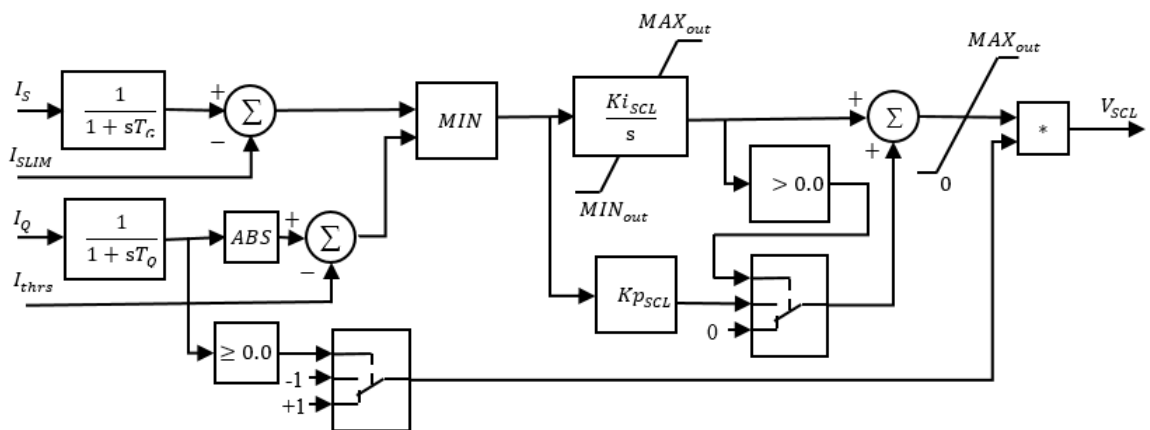 MAX_out
MAX_out
I_S
1
1 + sT_G
+
Σ
−
I_SLIM
MIN
Ki_SCL
s
MIN_out
+
Σ
+
0
*
V_SCL
> 0.0
I_Q
1
1 + sT_Q
ABS
+
Σ
−
I_thrs
Kp_SCL
0
≥ 0.0
-1
+1